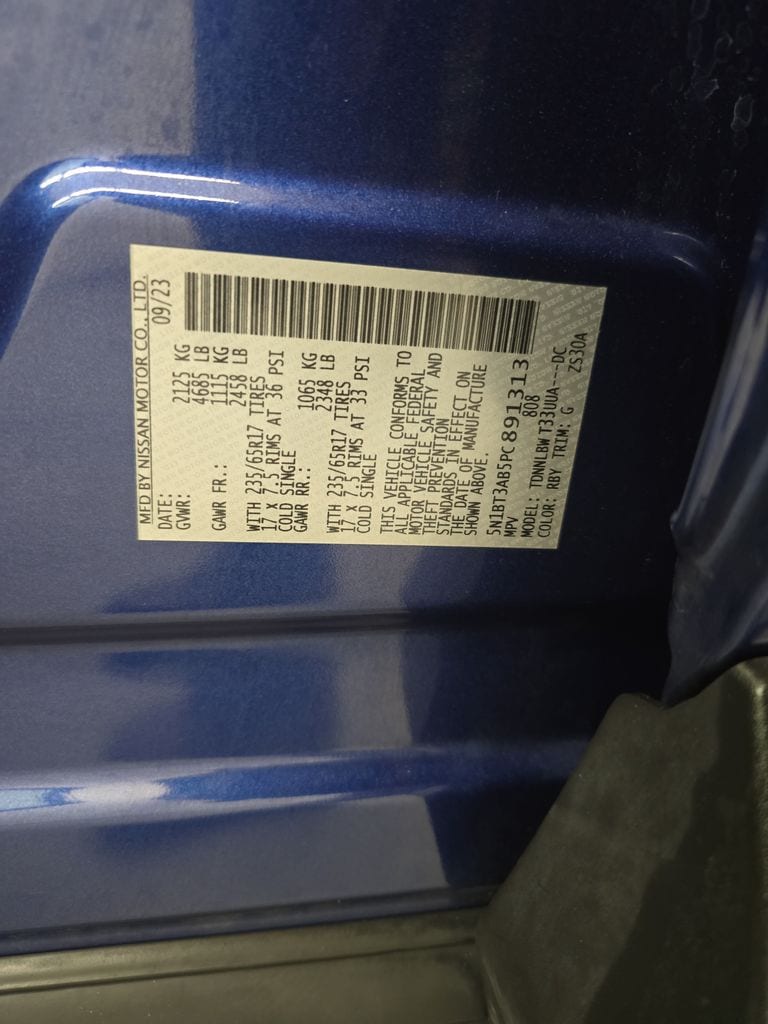 MFD BY NISSAN MOTOR CO., LTD.
DATE: 09/23
GVWR: 2125 KG
4685 LB
GAWR FR.: 1115 KG
2458 LB
WITH 235/65R17 TIRES
17 X 7.5 RIMS AT 36 PSI
COLD SINGLE
GAWR RR.: 1065 KG
2348 LB
WITH 235/65R17 TIRES
17 X 7.5 RIMS AT 33 PSI
COLD SINGLE
THIS VEHICLE CONFORMS TO
ALL APPLICABLE FEDERAL
MOTOR VEHICLE SAFETY AND
THEFT PREVENTION
STANDARDS IN EFFECT ON
THE DATE OF MANUFACTURE
SHOWN ABOVE.
5N1BT3AB5PC891313
MPV 808
MODEL: TDNNLBW T33UUA---DC
COLOR: RBY TRIM: G ZS30A